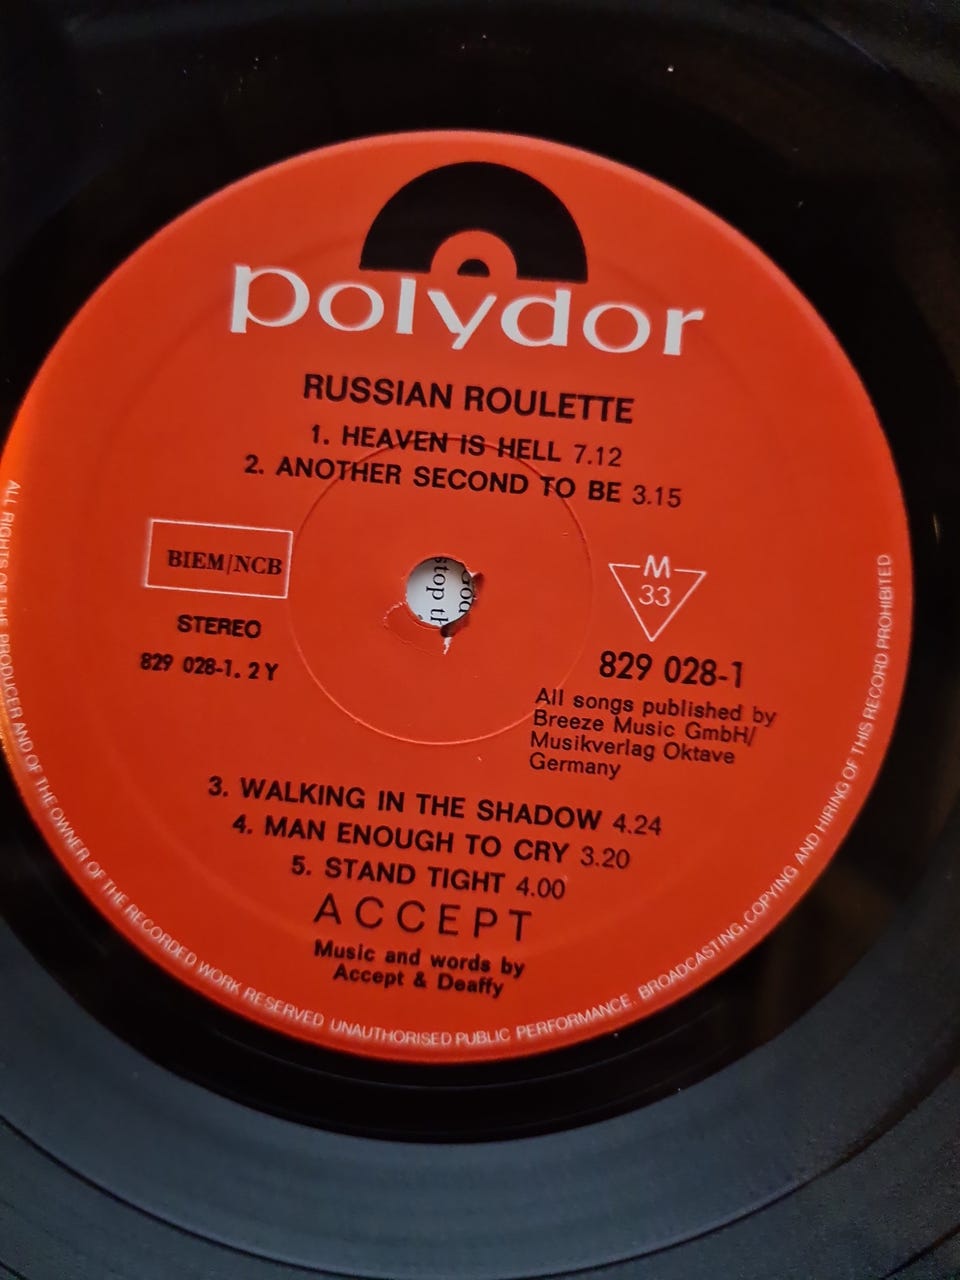 polydor
RUSSIAN ROULETTE
1. HEAVEN IS HELL 7.12
2. ANOTHER SECOND TO BE 3.15
BIEM/NCB
STEREO
829 028-1. 2 Y
God
stop th
M
33
829 028-1
All songs published by
Breeze Music GmbH/
Musikverlag Oktave
Germany
3. WALKING IN THE SHADOW 4.24
4. MAN ENOUGH TO CRY 3.20
5. STAND TIGHT 4.00
ACCEPT
Music and words by
Accept & Deaffy
ALL RIGHTS OF THE PRODUCER AND OF THE OWNER OF THE RECORDED WORK RESERVED UNAUTHORISED PUBLIC PERFORMANCE, BROADCASTING, COPYING AND HIRING OF THIS RECORD PROHIBITED